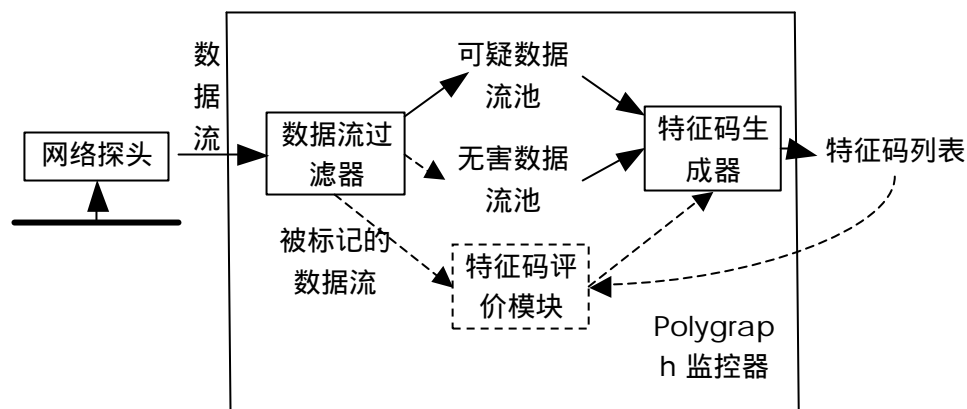 数
据
流
可疑数据
流池
网络探头
数据流过
滤器
无害数据
流池
特征码生
成器
特征码列表
被标记的
数据流
特征码评
价模块
Polygrap
h 监控器